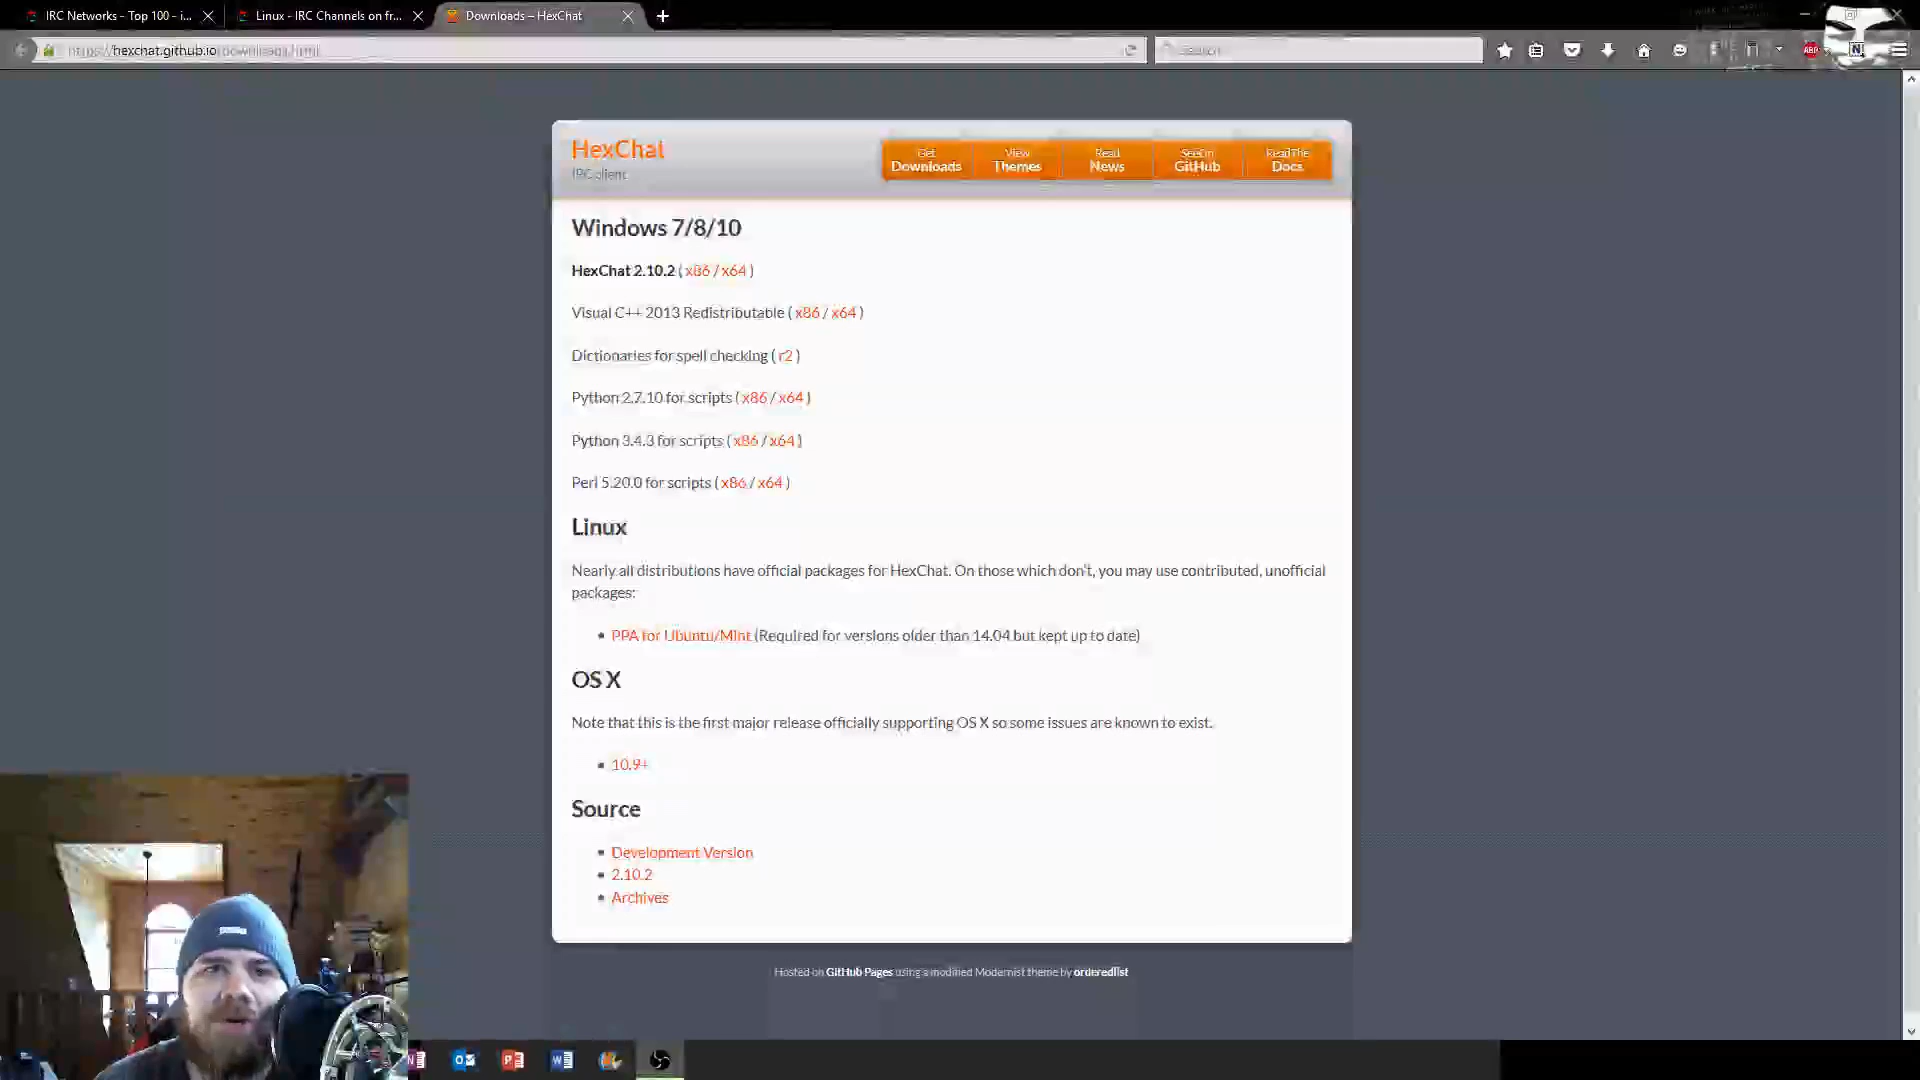 IRC Networks - Top 100 - i...
Linux - IRC Channels on fr...
Downloads – HexChat
https://hexchat.github.io/downloads.html
Search
HexChat
IRC client
Get
Downloads
View
Themes
Read
News
See On
GitHub
Read The
Docs
Windows 7/8/10
HexChat 2.10.2 ( x86 / x64 )
Visual C++ 2013 Redistributable ( x86 / x64 )
Dictionaries for spell checking ( r2 )
Python 2.7.10 for scripts ( x86 / x64 )
Python 3.4.3 for scripts ( x86 / x64 )
Perl 5.20.0 for scripts ( x86 / x64 )
Linux
Nearly all distributions have official packages for HexChat. On those which don't, you may use contributed, unofficial
packages:
PPA for Ubuntu/Mint (Required for versions older than 14.04 but kept up to date)
OS X
Note that this is the first major release officially supporting OS X so some issues are known to exist.
10.9+
Source
Development Version
2.10.2
Archives
Hosted on GitHub Pages using a modified Modernist theme by orderedlist